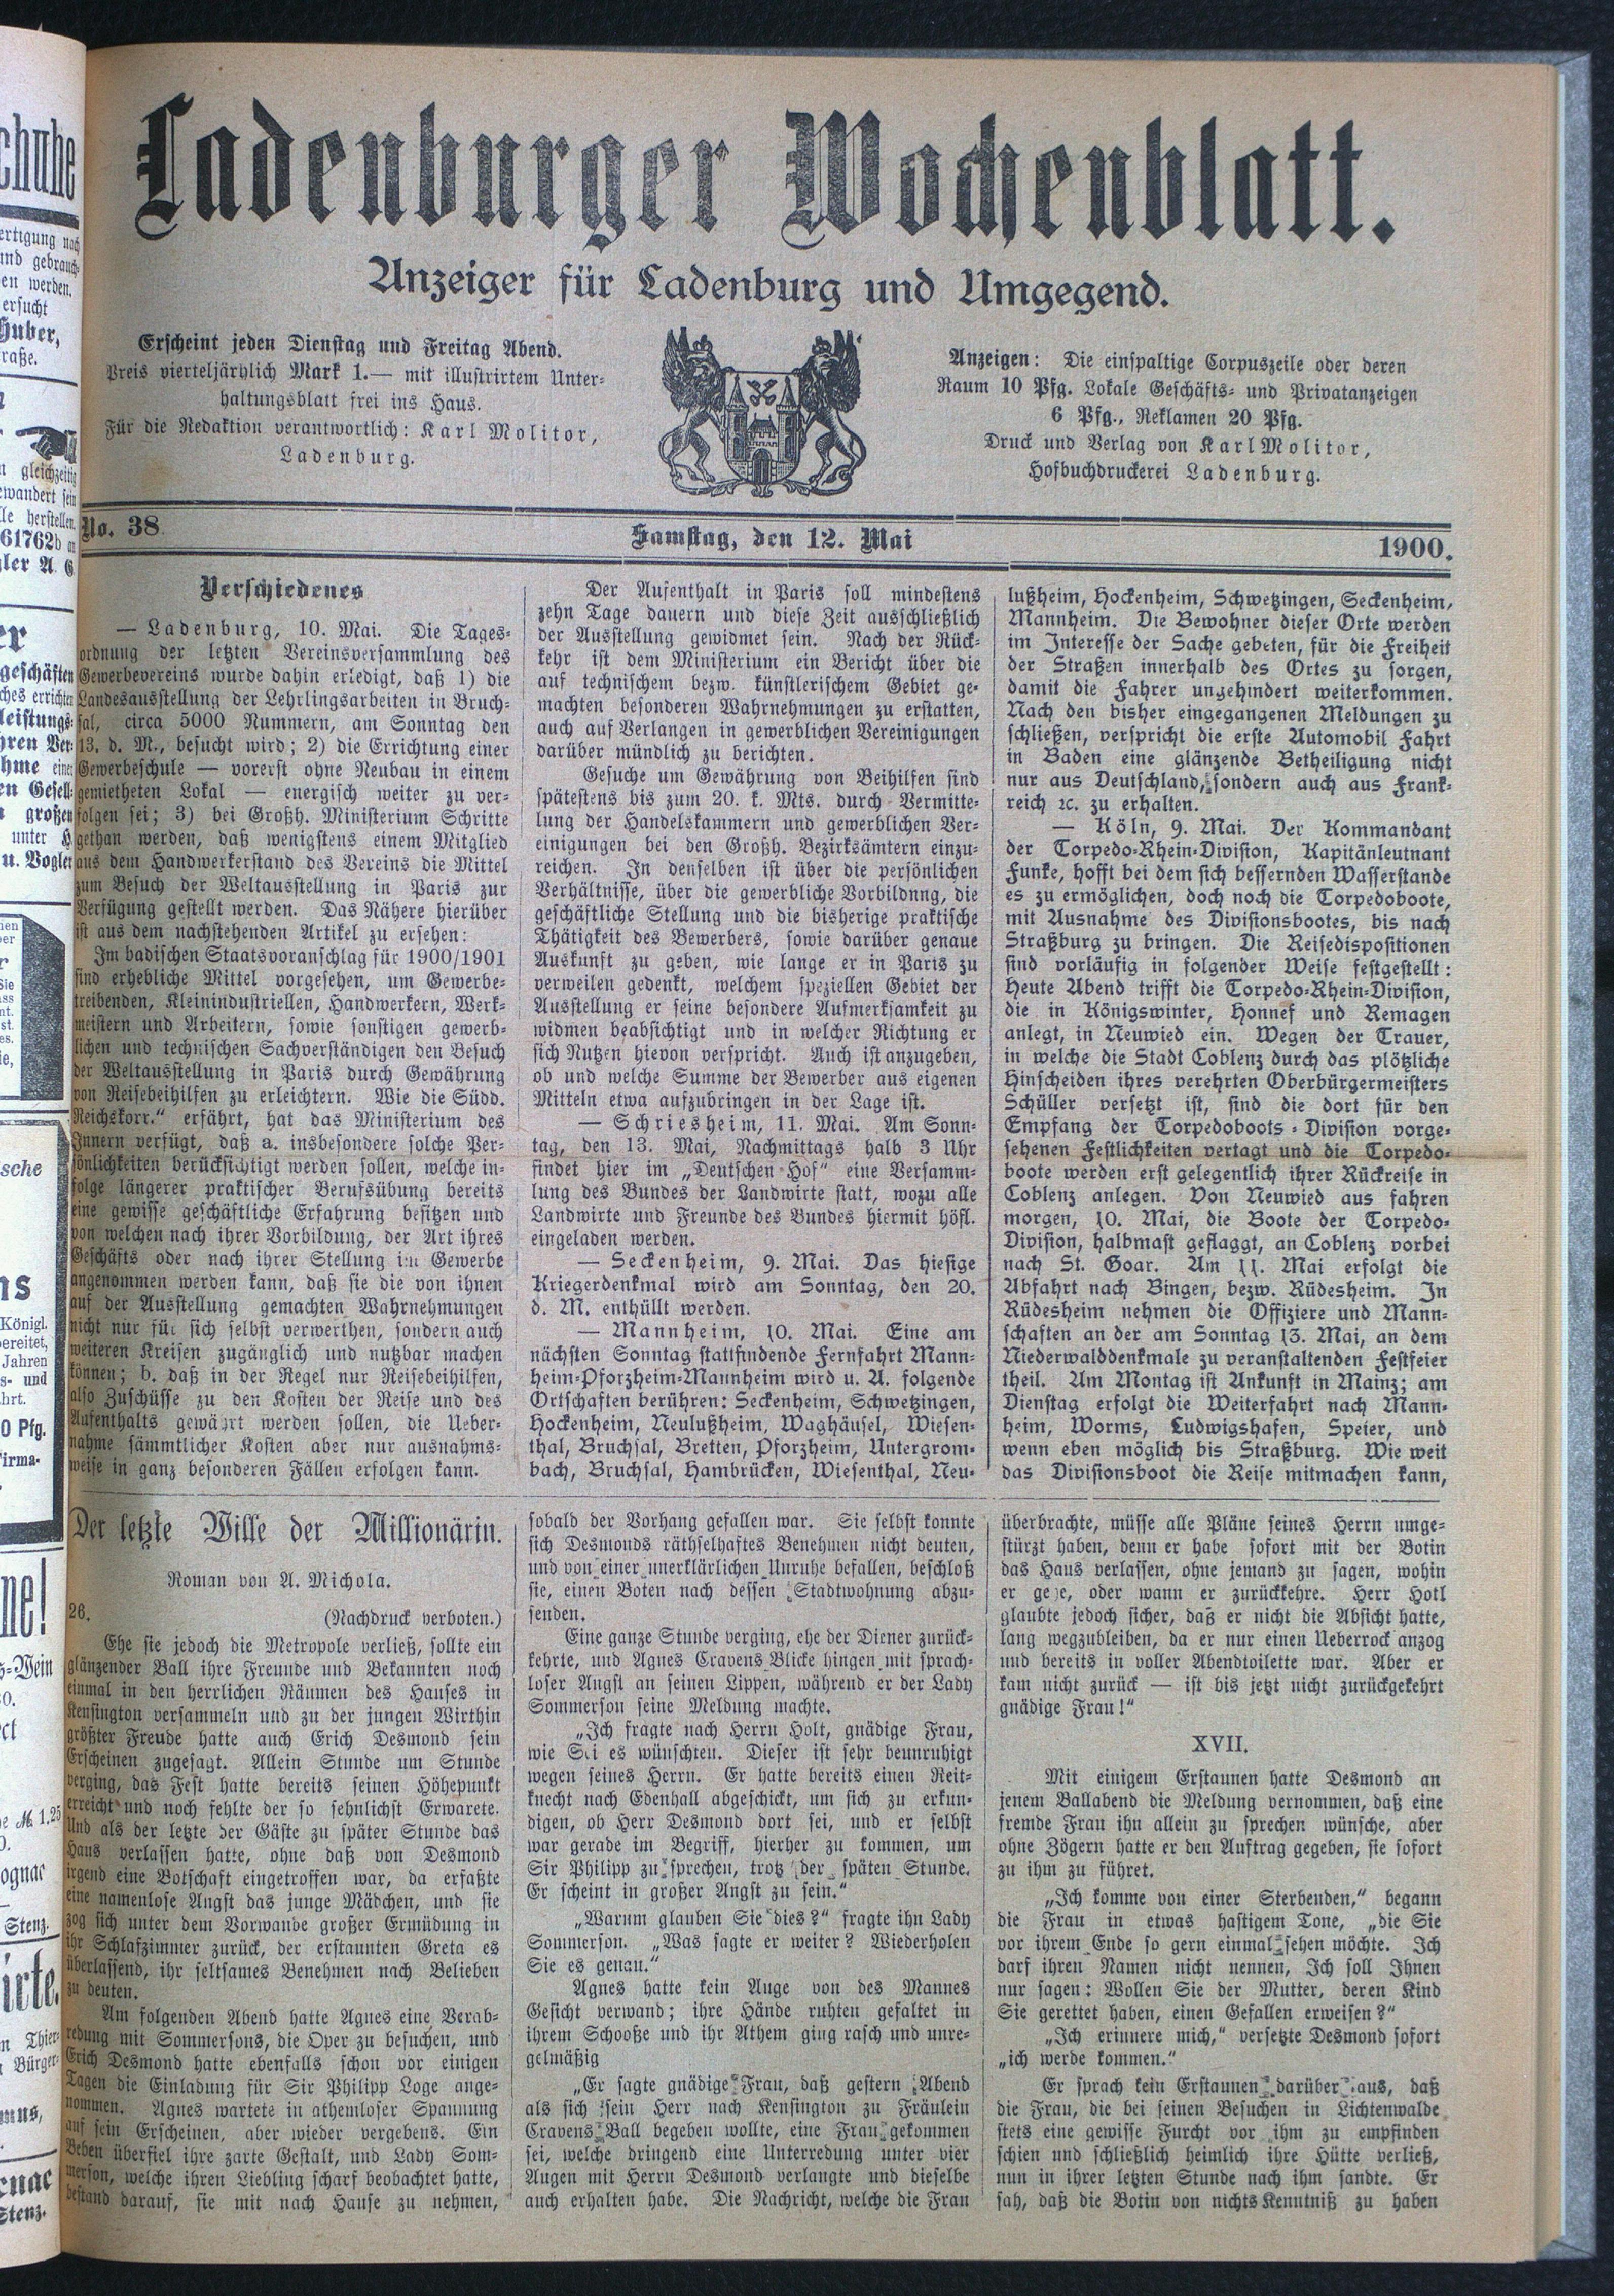 Ladenburger Wochenblatt.
Anzeiger für Ladenburg und Umgegend.
Erscheint jeden Dienstag und Freitag Abend.
Preis vierteljärhlich Mark 1.— mit illustrirtem Unter-
haltungsblatt frei ins Haus.
Für die Redaktion verantwortlich: Karl Molitor,
Ladenburg.
Anzeigen: Die einspaltige Corpuszeile oder deren
Raum 10 Pfg. Lokale Geschäfts- und Privatanzeigen
6 Pfg., Reklamen 20 Pfg.
Druck und Verlag von Karl Molitor,
Hofbuchdruckerei Ladenburg.
No. 38
Samstag, den 12. Mai
1900.
Verschiedenes
— Ladenburg, 10. Mai. Die Tages-
ordnung der letzten Vereinsversammlung des
Gewerbevereins wurde dahin erledigt, daß 1) die
Landesausstellung der Lehrlingsarbeiten in Bruch-
sal, circa 5000 Nummern, am Sonntag den
13. d. M., besucht wird; 2) die Errichtung einer
Gewerbeschule — vorerst ohne Neubau in einem
gemietheten Lokal — energisch weiter zu ver-
folgen sei; 3) bei Großh. Ministerium Schritte
gethan werden, daß wenigstens einem Mitglied
aus dem Handwerkerstand des Vereins die Mittel
zum Besuch der Weltausstellung in Paris zur
Verfügung gestellt werden. Das Nähere hierüber
ist aus dem nachstehenden Artikel zu ersehen:
Im badischen Staatsvoranschlag für 1900/1901
sind erhebliche Mittel vorgesehen, um Gewerbe-
treibenden, Kleinindustriellen, Handwerkern, Werk-
meistern und Arbeitern, sowie sonstigen gewerb-
lichen und technischen Sachverständigen den Besuch
der Weltausstellung in Paris durch Gewährung
von Reisebeihilfen zu erleichtern. Wie die Südd.
Reichskorr.“ erfährt, hat das Ministerium des
Innern verfügt, daß a. insbesondere solche Per-
sönlichkeiten berücksichtigt werden sollen, welche in-
folge längerer praktischer Berufsübung bereits
eine gewisse geschäftliche Erfahrung besitzen und
von welchen nach ihrer Vorbildung, der Art ihres
Geschäfts oder nach ihrer Stellung im Gewerbe
angenommen werden kann, daß sie die von ihnen
auf der Ausstellung gemachten Wahrnehmungen
nicht nur für sich selbst verwerthen, sondern auch
weiteren Kreisen zugänglich und nutzbar machen
können; b. daß in der Regel nur Reisebeihilfen,
also Zuschüsse zu den Kosten der Reise und des
Aufenthalts gewährt werden sollen, die Ueber-
nahme sämmtlicher Kosten aber nur ausnahms-
weise in ganz besonderen Fällen erfolgen kann.
Der Aufenthalt in Paris soll mindestens
zehn Tage dauern und diese Zeit ausschließlich
der Ausstellung gewidmet sein. Nach der Rück-
kehr ist dem Ministerium ein Bericht über die
auf technischem bezw. künstlerischem Gebiet ge-
machten besonderen Wahrnehmungen zu erstatten,
auch auf Verlangen in gewerblichen Vereinigungen
darüber mündlich zu berichten.
Gesuche um Gewährung von Beihilfen sind
spätestens bis zum 20. k. Mts. durch Vermitte-
lung der Handelskammern und gewerblichen Ver-
einigungen bei den Großh. Bezirksämtern einzu-
reichen. In denselben ist über die persönlichen
Verhältnisse, über die gewerbliche Vorbildnng, die
geschäftliche Stellung und die bisherige praktische
Thätigkeit des Bewerbers, sowie darüber genaue
Auskunft zu geben, wie lange er in Paris zu
verweilen gedenkt, welchem speziellen Gebiet der
Ausstellung er seine besondere Aufmerksamkeit zu
widmen beabsichtigt und in welcher Richtung er
sich Nutzen hievon verspricht. Auch ist anzugeben,
ob und welche Summe der Bewerber aus eigenen
Mitteln etwa aufzubringen in der Lage ist.
— Schriesheim, 11. Mai. Am Sonn-
tag, den 13. Mai, Nachmittags halb 3 Uhr
findet hier im „Deutschen Hof“ eine Versamm-
lung des Bundes der Landwirte statt, wozu alle
Landwirte und Freunde des Bundes hiermit höfl.
eingeladen werden.
— Seckenheim, 9. Mai. Das hiesige
Kriegerdenkmal wird am Sonntag, den 20.
d. M. enthüllt werden.
— Mannheim, 10. Mai. Eine am
nächsten Sonntag stattfindende Fernfahrt Mann-
heim-Pforzheim-Mannheim wird u. A. folgende
Ortschaften berühren: Seckenheim, Schwetzingen,
Hockenheim, Neulußheim, Waghäusel, Wiesen-
thal, Bruchsal, Bretten, Pforzheim, Untergrom-
bach, Bruchsal, Hambrücken, Wiesenthal, Neu-
lußheim, Hockenheim, Schwetzingen, Seckenheim,
Mannheim. Die Bewohner dieser Orte werden
im Interesse der Sache gebeten, für die Freiheit
der Straßen innerhalb des Ortes zu sorgen,
damit die Fahrer ungehindert weiterkommen.
Nach den bisher eingegangenen Meldungen zu
schließen, verspricht die erste Automobil Fahrt
in Baden eine glänzende Betheiligung nicht
nur aus Deutschland, sondern auch aus Frank-
reich ꝛc. zu erhalten.
— Köln, 9. Mai. Der Kommandant
der Torpedo-Rhein-Division, Kapitänleutnant
Funke, hofft bei dem sich bessernden Wasserstande
es zu ermöglichen, doch noch die Torpedoboote,
mit Ausnahme des Divisionsbootes, bis nach
Straßburg zu bringen. Die Reisedispositionen
sind vorläufig in folgender Weise festgestellt:
Heute Abend trifft die Torpedo-Rhein-Division,
die in Königswinter, Honnef und Remagen
anlegt, in Neuwied ein. Wegen der Trauer,
in welche die Stadt Coblenz durch das plötzliche
Hinscheiden ihres verehrten Oberbürgermeisters
Schüller versetzt ist, sind die dort für den
Empfang der Torpedoboots-Division vorge-
sehenen Festlichkeiten vertagt und die Torpedo-
boote werden erst gelegentlich ihrer Rückreise in
Coblenz anlegen. Von Neuwied aus fahren
morgen, 10. Mai, die Boote der Torpedo-
Division, halbmast geflaggt, an Coblenz vorbei
nach St. Goar. Am 11. Mai erfolgt die
Abfahrt nach Bingen, bezw. Rüdesheim. In
Rüdesheim nehmen die Offiziere und Mann-
schaften an der am Sonntag 13. Mai, an dem
Niederwalddenkmale zu veranstaltenden Festfeier
theil. Am Montag ist Ankunft in Mainz; am
Dienstag erfolgt die Weiterfahrt nach Mann-
heim, Worms, Ludwigshafen, Speier, und
wenn eben möglich bis Straßburg. Wie weit
das Divisionsboot die Reise mitmachen kann,
Der letzte Wille der Millionärin.
Roman von A. Michola.
26.
(Nachdruck verboten.)
Ehe sie jedoch die Metropole verließ, sollte ein
glänzender Ball ihre Freunde und Bekannten noch
einmal in den herrlichen Räumen des Hauses in
Kensington versammeln und zu der jungen Wirthin
größter Freude hatte auch Erich Desmond sein
Erscheinen zugesagt. Allein Stunde um Stunde
verging, das Fest hatte bereits seinen Höhepunkt
erreicht und noch fehlte der so sehnlichst Erwarete.
Und als der letzte der Gäste zu später Stunde das
Haus verlassen hatte, ohne daß von Desmond
irgend eine Botschaft eingetroffen war, da erfaßte
eine namenlose Angst das junge Mädchen, und sie
zog sich unter dem Vorwande großer Ermüdung in
ihr Schlafzimmer zurück, der erstaunten Greta es
überlassend, ihr seltsames Benehmen nach Belieben
zu deuten.
Am folgenden Abend hatte Agnes eine Verab-
redung mit Sommersons, die Oper zu besuchen, und
Erich Desmond hatte ebenfalls schon vor einigen
Tagen die Einladung für Sir Philipp Loge ange-
nommen. Agnes wartete in athemloser Spannung
auf sein Erscheinen, aber wieder vergebens. Ein
Beben überfiel ihre zarte Gestalt, und Lady Som-
merson, welche ihren Liebling scharf beobachtet hatte,
bestand darauf, sie mit nach Hause zu nehmen,
sobald der Vorhang gefallen war. Sie selbst konnte
sich Desmonds räthselhaftes Benehmen nicht deuten,
und von einer unerklärlichen Unruhe befallen, beschloß
sie, einen Boten nach dessen Stadtwohnung abzu-
senden.
Eine ganze Stunde verging, ehe der Diener zurück-
kehrte, und Agnes Cravens Blicke hingen mit sprach-
loser Angst an seinen Lippen, während er der Lady
Sommerson seine Meldung machte.
„Ich fragte nach Herrn Holt, gnädige Frau,
wie Sei es wünschten. Dieser ist sehr beunruhigt
wegen seines Herrn. Er hatte bereits einen Reit-
knecht nach Edenhall abgeschickt, um sich zu erkun-
digen, ob Herr Desmond dort sei, und er selbst
war gerade im Begriff, hierher zu kommen, um
Sir Philipp zu sprechen, trotz der späten Stunde.
Er scheint in großer Angst zu sein.“
„Warum glauben Sie dies?“ fragte ihn Lady
Sommerson. „Was sagte er weiter? Wiederholen
Sie es genau.“
Agnes hatte kein Auge von des Mannes
Gesicht verwand; ihre Hände ruhten gefaltet in
ihrem Schooße und ihr Athem ging rasch und unre-
gelmäßig
„Er sagte gnädige Frau, daß gestern Abend
als sich sein Herr nach Kensington zu Fräulein
Cravens Ball begeben wollte, eine Frau gekommen
sei, welche dringend eine Unterredung unter vier
Augen mit Herrn Desmond verlangte und dieselbe
auch erhalten habe. Die Nachricht, welche die Frau
überbrachte, müsse alle Pläne seines Herrn umge-
stürzt haben, denn er habe sofort mit der Botin
das Haus verlassen, ohne jemand zu sagen, wohin
er gehe, oder wann er zurückkehre. Herr Hotl
glaubte jedoch sicher, daß er nicht die Absicht hatte,
lang wegzubleiben, da er nur einen Ueberrock anzog
und bereits in voller Abendtoilette war. Aber er
kam nicht zurück — ist bis jetzt nicht zurückgekehrt
gnädige Frau!“
XVII.
Mit einigem Erstaunen hatte Desmond an
jenem Ballabend die Meldung vernommen, daß eine
fremde Frau ihn allein zu sprechen wünsche, aber
ohne Zögern hatte er den Auftrag gegeben, sie sofort
zu ihm zu führet.
„Ich komme von einer Sterbenden,“ begann
die Frau in etwas hastigem Tone, „die Sie
vor ihrem Ende so gern einmal sehen möchte. Ich
darf ihren Namen nicht nennen, Ich soll Ihnen
nur sagen: Wollen Sie der Mutter, deren Kind
Sie gerettet haben, einen Gefallen erweisen?“
„Ich erinnere mich,“ versetzte Desmond sofort
„ich werde kommen.“
Er sprach kein Erstaunen darüber aus, daß
die Frau, die bei seinen Besuchen in Lichtenwalde
stets eine gewisse Furcht vor ihm zu empfinden
schien und schließlich heimlich ihre Hütte verließ,
nun in ihrer letzten Stunde nach ihm sandte. Er
sah, daß die Botin von nichts Kenntniß zu haben